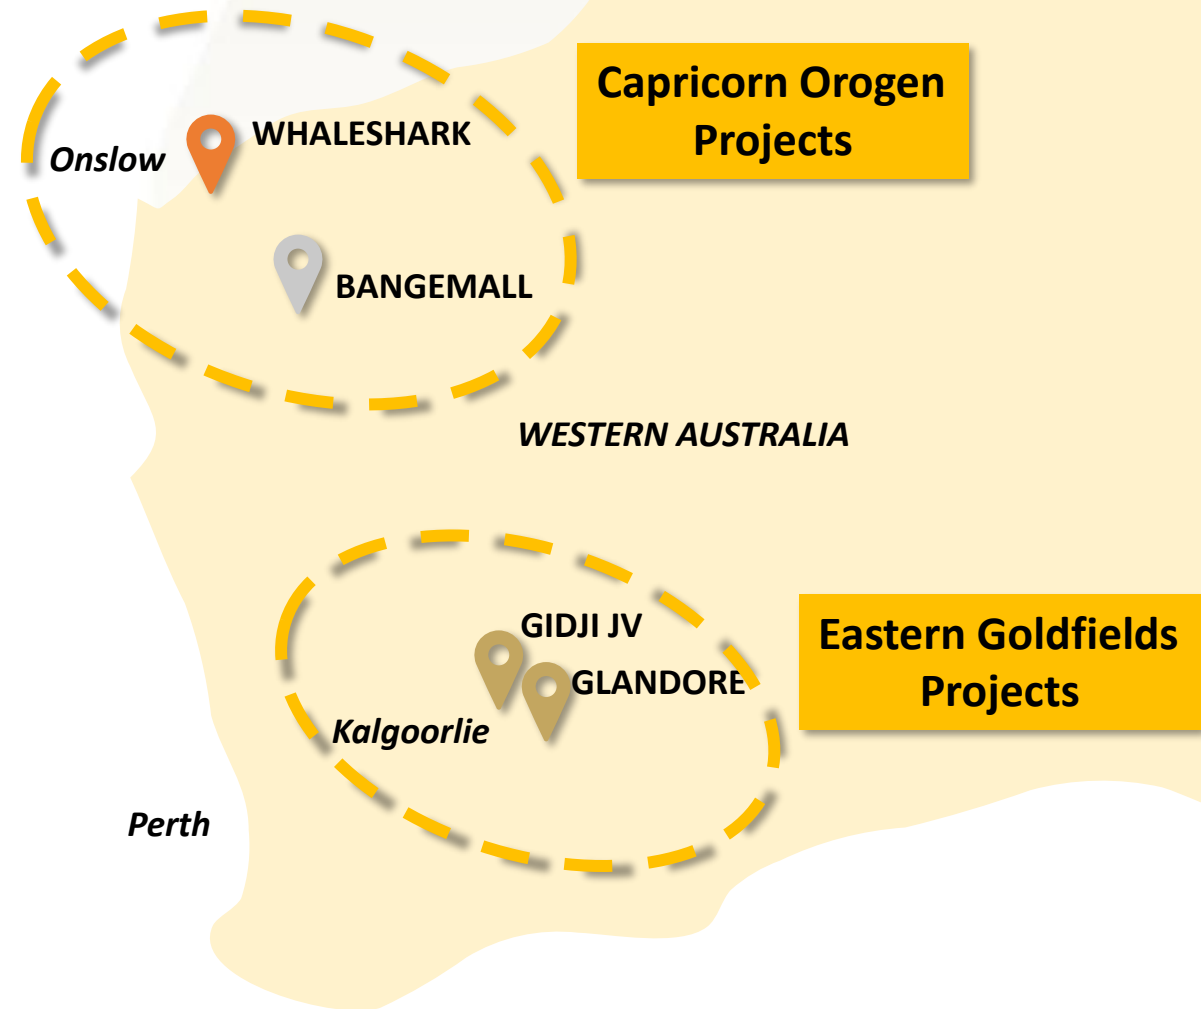 Capricorn Orogen
Projects
WHALESHARK
Onslow
BANGEMALL
WESTERN AUSTRALIA
GIDJI JV
GLANDORE
Eastern Goldfields
Projects
Kalgoorlie
Perth